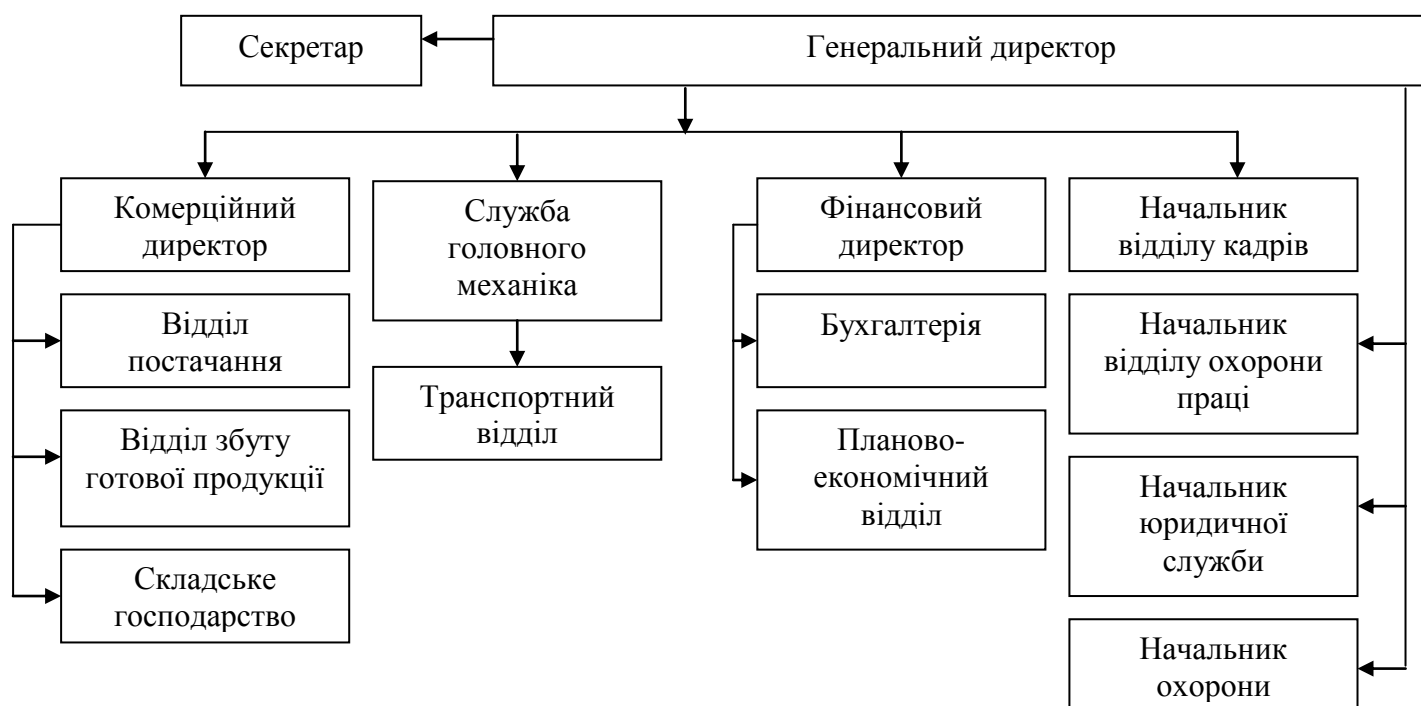 Секретар
Генеральний директор
Комерційний
директор
Служба
головного
механіка
Фінансовий
директор
Начальник
відділу кадрів
Відділ
постачання
Транспортний
відділ
Бухгалтерія
Начальник
відділу охорони
праці
Відділ збуту
готової продукції
Планово-
економічний
відділ
Начальник
юридичної
служби
Складське
господарство
Начальник
охорони